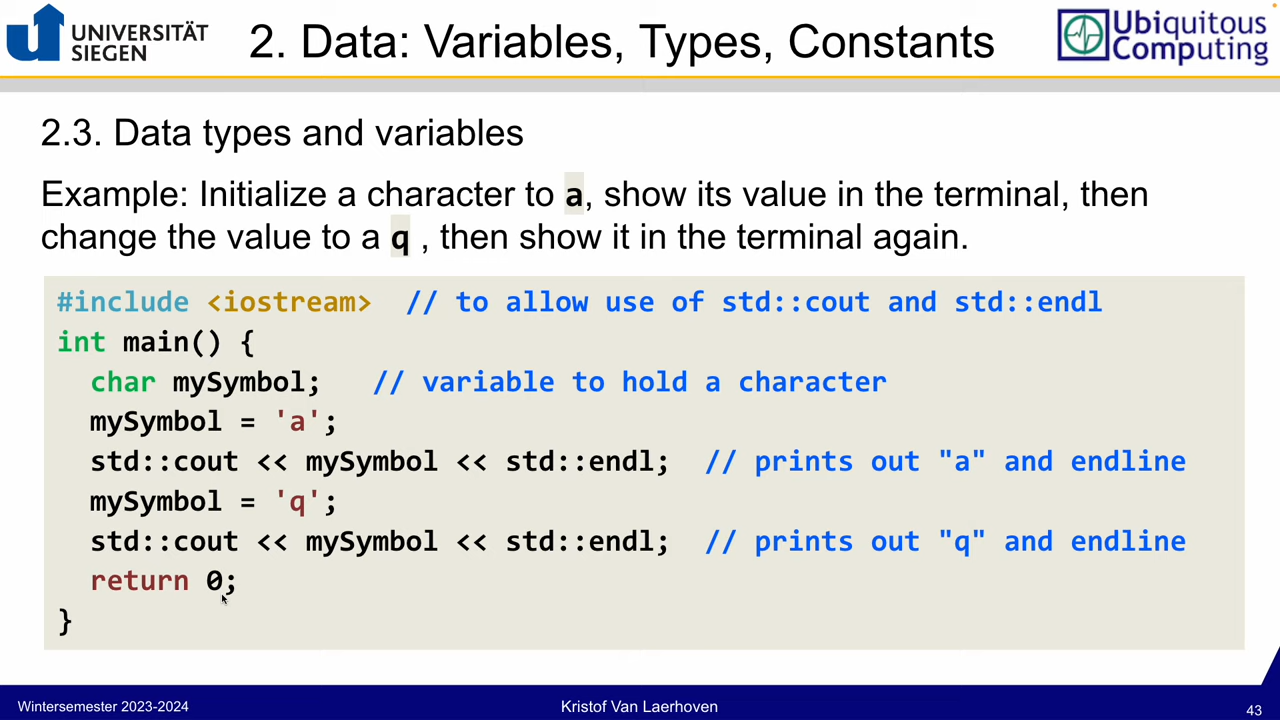 UNIVERSITÄT
SIEGEN
2. Data: Variables, Types, Constants
Ubiquitous
Computing
2.3. Data types and variables
Example: Initialize a character to a, show its value in the terminal, then
change the value to a q , then show it in the terminal again.
#include <iostream>  // to allow use of std::cout and std::endl
int main() {
  char mySymbol;   // variable to hold a character
  mySymbol = 'a';
  std::cout << mySymbol << std::endl;  // prints out "a" and endline
  mySymbol = 'q';
  std::cout << mySymbol << std::endl;  // prints out "q" and endline
  return 0;
}
Wintersemester 2023-2024
Kristof Van Laerhoven
43